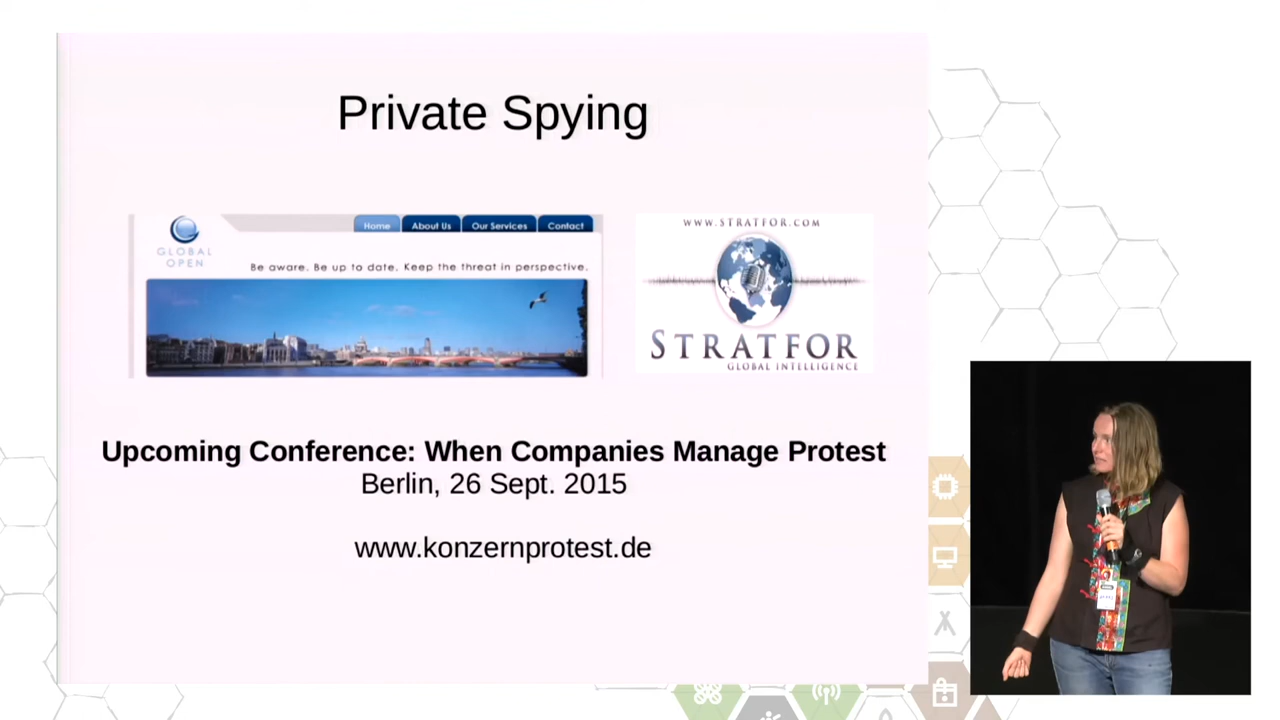 Private Spying
GLOBAL
OPEN
Home
About Us
Our Services
Contact
Be aware. Be up to date. Keep the threat in perspective.
WWW.STRATFOR.COM
STRATFOR
GLOBAL INTELLIGENCE
Upcoming Conference: When Companies Manage Protest
Berlin, 26 Sept. 2015
www.konzernprotest.de